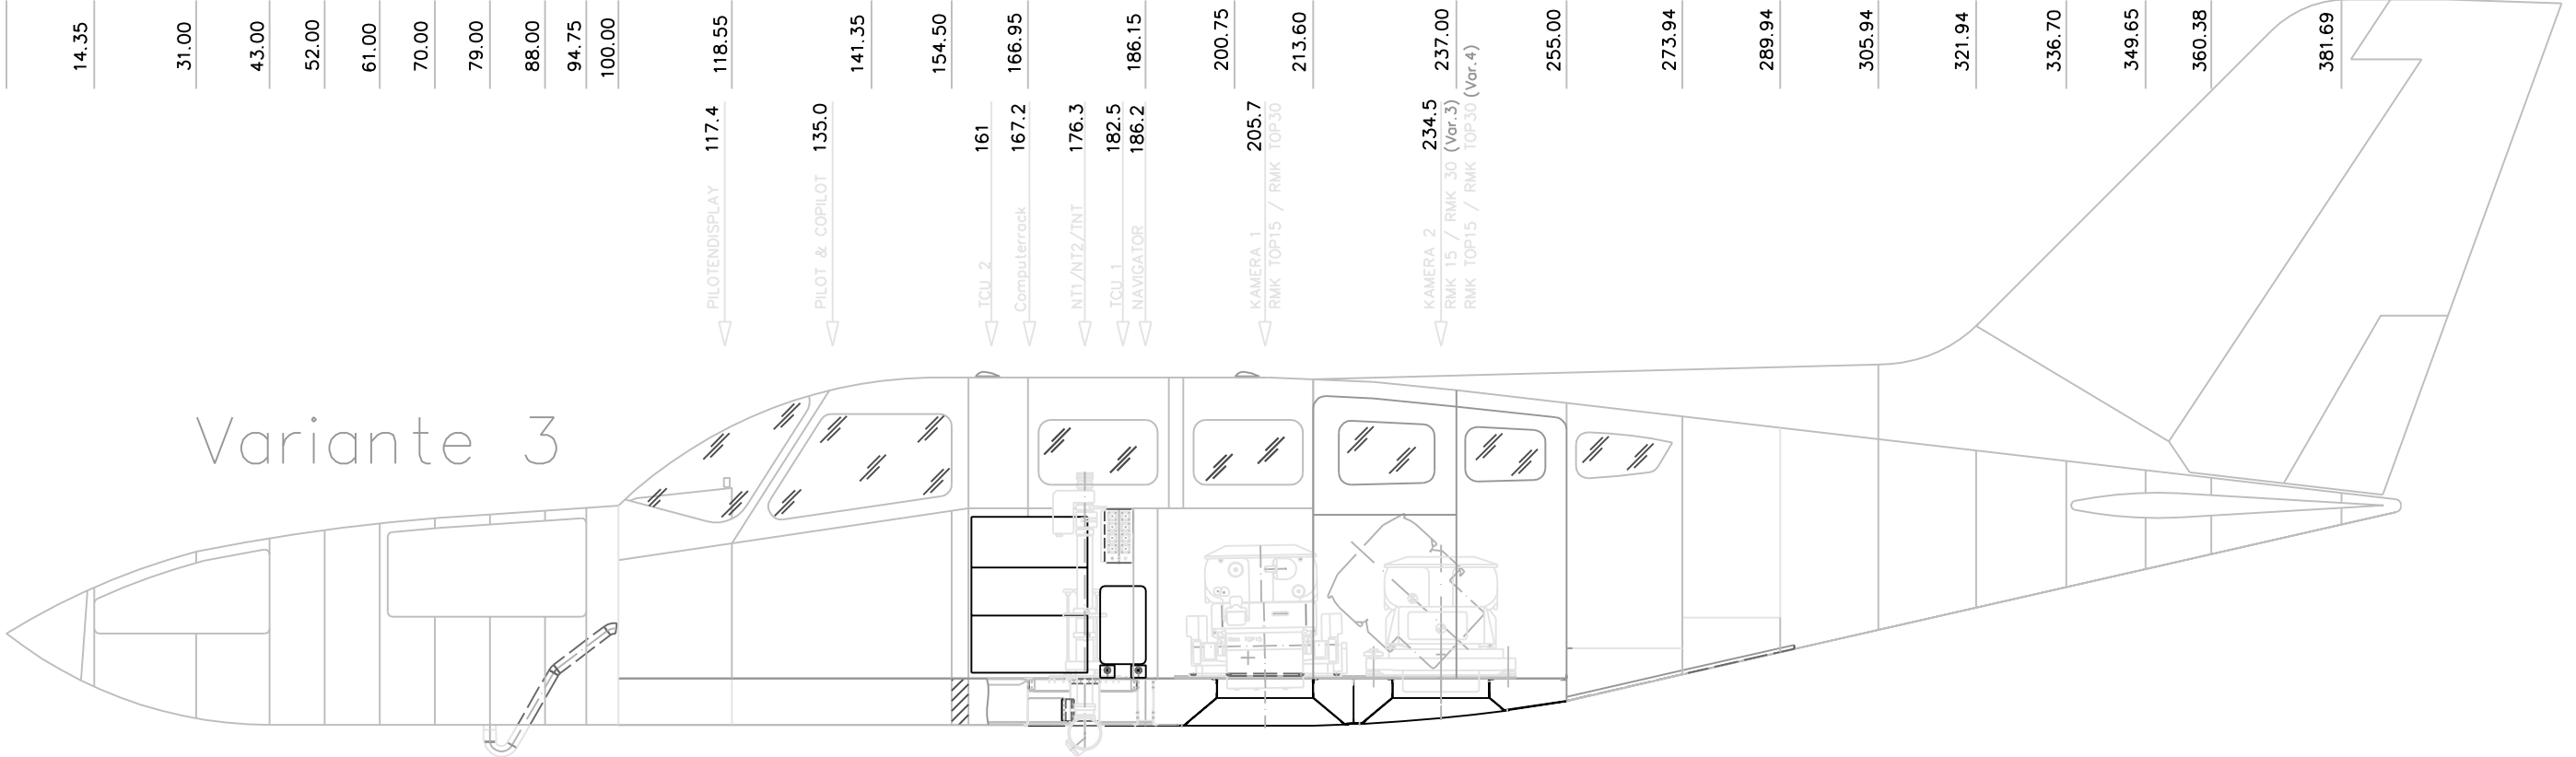 14.35
31.00
43.00
52.00
61.00
70.00
79.00
88.00
94.75
100.00
118.55
141.35
154.50
166.95
186.15
200.75
213.60
237.00
255.00
273.94
289.94
305.94
321.94
336.70
349.65
360.38
381.69
117.4
PILOTENDISPLAY
135.0
PILOT & COPILOT
161
TCU 2
167.2
Computerrack
176.3
NT1/NT2/TNT
182.5
TCU 1
186.2
NAVIGATOR
205.7
KAMERA 1
RMK TOP15 / RMK TOP30
234.5
KAMERA 2
RMK 15 / RMK 30 (Var.3)
RMK TOP15 / RMK TOP30 (Var.4)
Variante 3